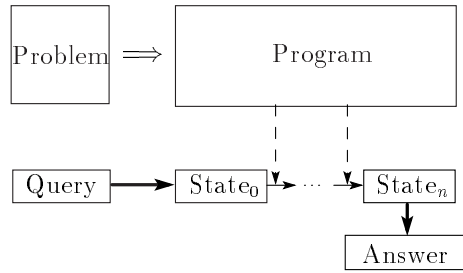 Problem ⟹ Program
Query State₀ ··· Stateₙ
Answer